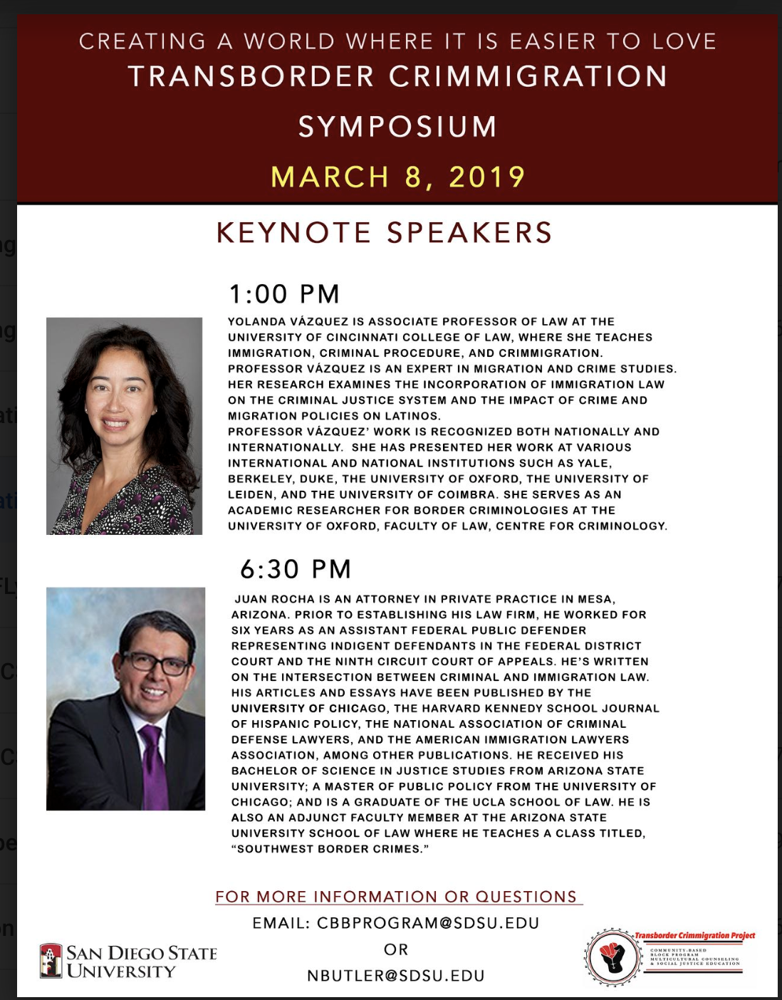 CREATING A WORLD WHERE IT IS EASIER TO LOVE
TRANSBORDER CRIMMIGRATION
SYMPOSIUM
MARCH 8, 2019
KEYNOTE SPEAKERS
1:00 PM
YOLANDA VÁZQUEZ IS ASSOCIATE PROFESSOR OF LAW AT THE
UNIVERSITY OF CINCINNATI COLLEGE OF LAW, WHERE SHE TEACHES
IMMIGRATION, CRIMINAL PROCEDURE, AND CRIMMIGRATION.
PROFESSOR VÁZQUEZ IS AN EXPERT IN MIGRATION AND CRIME STUDIES.
HER RESEARCH EXAMINES THE INCORPORATION OF IMMIGRATION LAW
ON THE CRIMINAL JUSTICE SYSTEM AND THE IMPACT OF CRIME AND
MIGRATION POLICIES ON LATINOS.
PROFESSOR VÁZQUEZ' WORK IS RECOGNIZED BOTH NATIONALLY AND
INTERNATIONALLY. SHE HAS PRESENTED HER WORK AT VARIOUS
INTERNATIONAL AND NATIONAL INSTITUTIONS SUCH AS YALE,
BERKELEY, DUKE, THE UNIVERSITY OF OXFORD, THE UNIVERSITY OF
LEIDEN, AND THE UNIVERSITY OF COIMBRA. SHE SERVES AS AN
ACADEMIC RESEARCHER FOR BORDER CRIMINOLOGIES AT THE
UNIVERSITY OF OXFORD, FACULTY OF LAW, CENTRE FOR CRIMINOLOGY.
6:30 PM
JUAN ROCHA IS AN ATTORNEY IN PRIVATE PRACTICE IN MESA,
ARIZONA. PRIOR TO ESTABLISHING HIS LAW FIRM, HE WORKED FOR
SIX YEARS AS AN ASSISTANT FEDERAL PUBLIC DEFENDER
REPRESENTING INDIGENT DEFENDANTS IN THE FEDERAL DISTRICT
COURT AND THE NINTH CIRCUIT COURT OF APPEALS. HE'S WRITTEN
ON THE INTERSECTION BETWEEN CRIMINAL AND IMMIGRATION LAW.
HIS ARTICLES AND ESSAYS HAVE BEEN PUBLISHED BY THE
UNIVERSITY OF CHICAGO, THE HARVARD KENNEDY SCHOOL JOURNAL
OF HISPANIC POLICY, THE NATIONAL ASSOCIATION OF CRIMINAL
DEFENSE LAWYERS, AND THE AMERICAN IMMIGRATION LAWYERS
ASSOCIATION, AMONG OTHER PUBLICATIONS. HE RECEIVED HIS
BACHELOR OF SCIENCE IN JUSTICE STUDIES FROM ARIZONA STATE
UNIVERSITY; A MASTER OF PUBLIC POLICY FROM THE UNIVERSITY OF
CHICAGO; AND IS A GRADUATE OF THE UCLA SCHOOL OF LAW. HE IS
ALSO AN ADJUNCT FACULTY MEMBER AT THE ARIZONA STATE
UNIVERSITY SCHOOL OF LAW WHERE HE TEACHES A CLASS TITLED,
“SOUTHWEST BORDER CRIMES.”
FOR MORE INFORMATION OR QUESTIONS
EMAIL: CBBPROGRAM@SDSU.EDU
OR
NBUTLER@SDSU.EDU
SAN DIEGO STATE
UNIVERSITY
Transborder Crimmigration Project
COMMUNITY-BASED
BLOCK PROGRAM
MULTICULTURAL COUNSELING
& SOCIAL JUSTICE EDUCATION